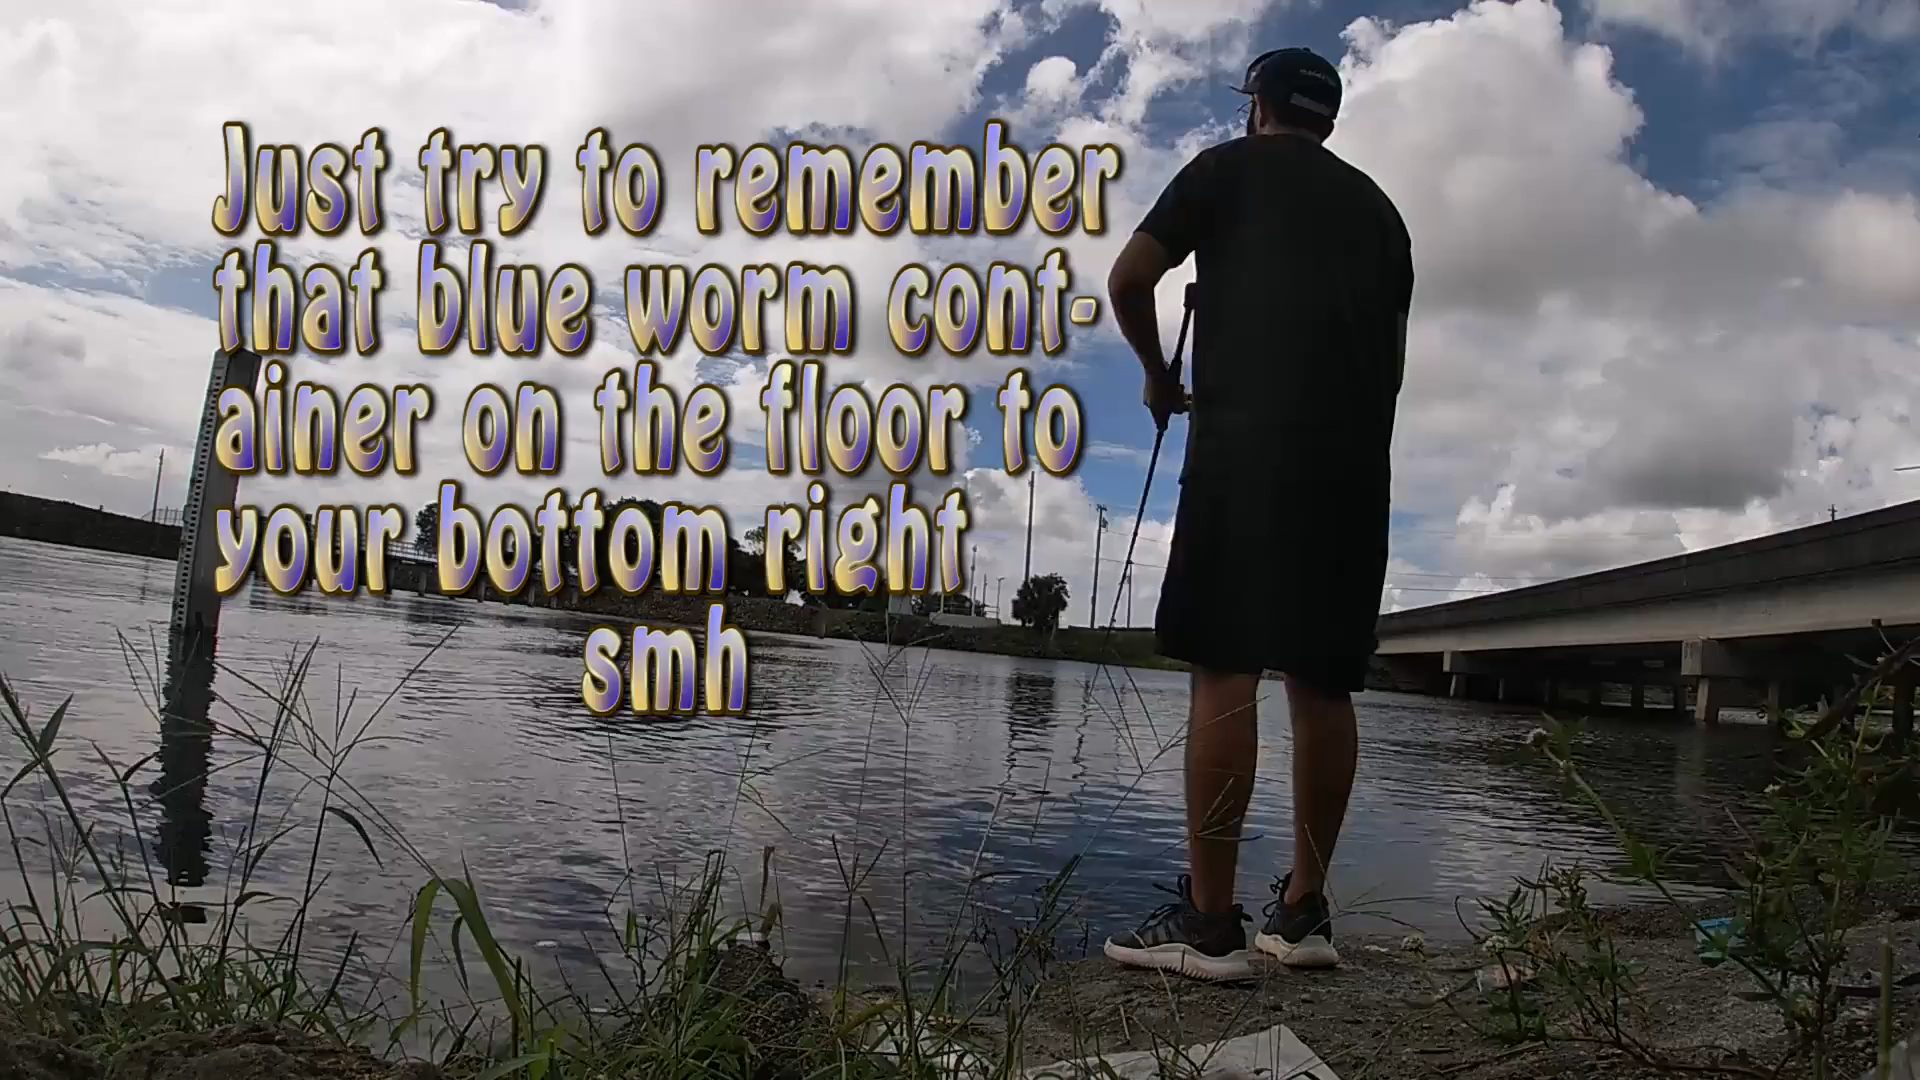 Just try to remember
that blue worm cont-
ainer on the floor to
your bottom right
smh